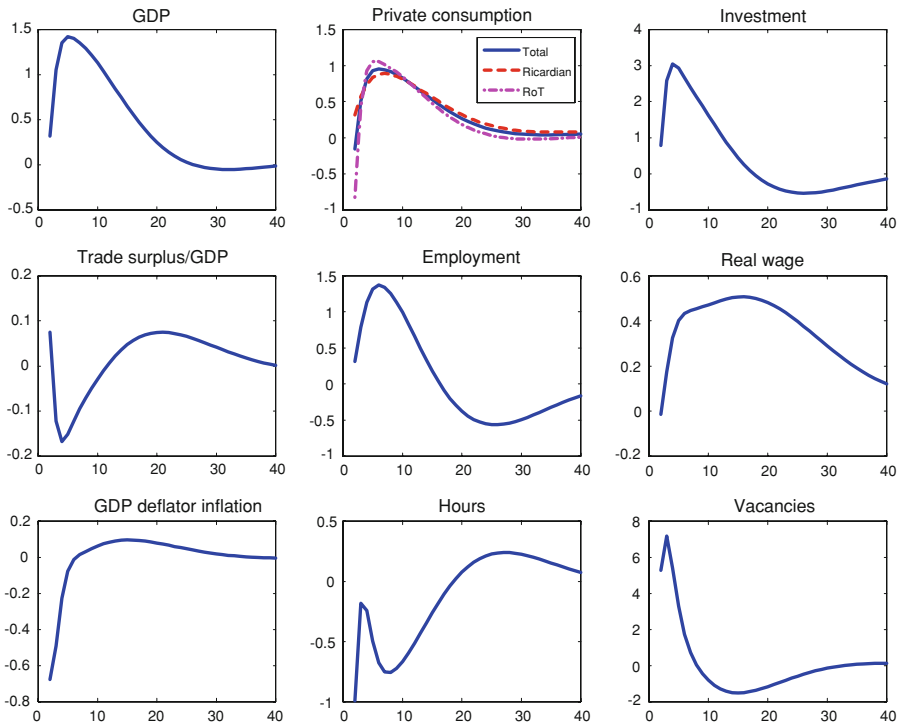 GDP
1.5
1
0.5
0
-0.5
0 10 20 30 40
Private consumption
1.5
1
0.5
0
-0.5
-1
0 10 20 30 40
Total
Ricardian
RoT
Investment
4
3
2
1
0
-1
0 10 20 30 40
Trade surplus/GDP
0.2
0.1
0
-0.1
-0.2
0 10 20 30 40
Employment
1.5
1
0.5
0
-0.5
-1
0 10 20 30 40
Real wage
0.6
0.4
0.2
0
-0.2
0 10 20 30 40
GDP deflator inflation
0.2
0
-0.2
-0.4
-0.6
-0.8
0 10 20 30 40
Hours
0.5
0
-0.5
-1
0 10 20 30 40
Vacancies
8
6
4
2
0
-2
0 10 20 30 40